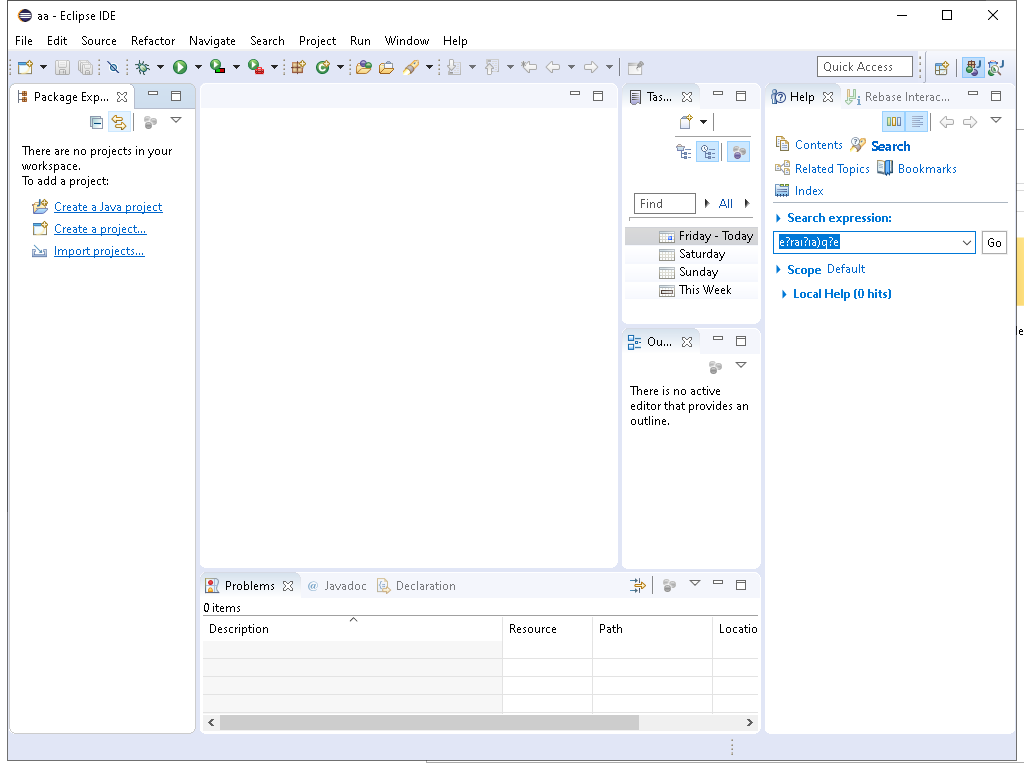 aa - Eclipse IDE
File Edit Source Refactor Navigate Search Project Run Window Help
Quick Access
Package Exp...
There are no projects in your
workspace.
To add a project:
Create a Java project
Create a project...
Import projects...
Tas...
Find All
Friday - Today
Saturday
Sunday
This Week
Ou...
There is no active
editor that provides an
outline.
Help Rebase Interac...
Contents Search
Related Topics Bookmarks
Index
Search expression:
e?raı?ıa)q?e Go
Scope Default
Local Help (0 hits)
Problems @ Javadoc Declaration
0 items
Description Resource Path Locatio